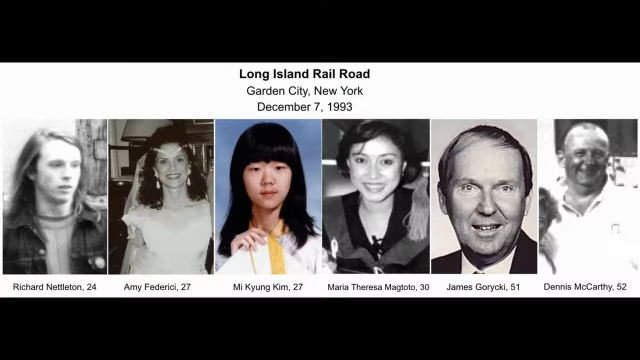 Long Island Rail Road
Garden City, New York
December 7, 1993
Richard Nettleton, 24
Amy Federici, 27
Mi Kyung Kim, 27
Maria Theresa Magtoto, 30
James Gorycki, 51
Dennis McCarthy, 52